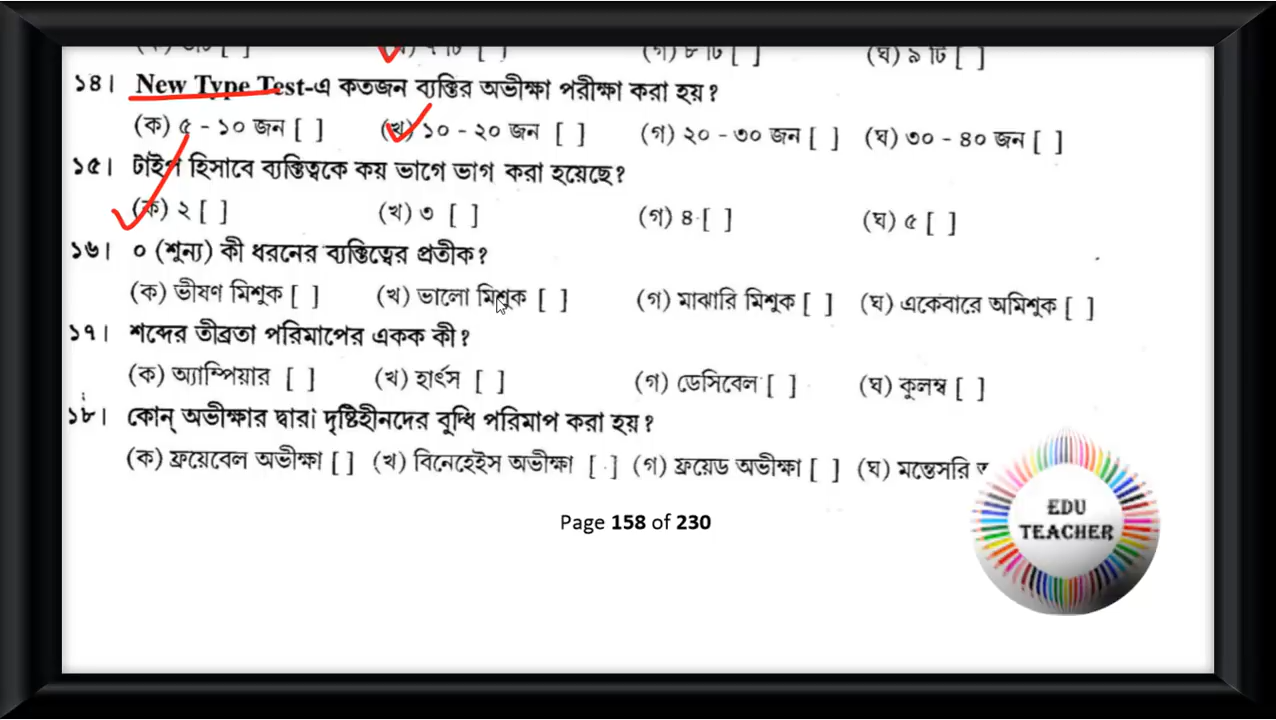 (গ) ৮ টি [ ] (ঘ) ৯ টি [ ]
১৪। New Type Test-এ কতজন ব্যক্তির অভীক্ষা পরীক্ষা করা হয়?
(ক) ৫ - ১০ জন [ ] (খ) ১০ - ২০ জন [ ] (গ) ২০ - ৩০ জন [ ] (ঘ) ৩০ - ৪০ জন [ ]
১৫। টাইপ হিসাবে ব্যক্তিত্বকে কয় ভাগে ভাগ করা হয়েছে?
(ক) ২ [ ] (খ) ৩ [ ] (গ) ৪ [ ] (ঘ) ৫ [ ]
১৬। ০ (শূন্য) কী ধরনের ব্যক্তিত্বের প্রতীক?
(ক) ভীষণ মিশুক [ ] (খ) ভালো মিশুক [ ] (গ) মাঝারি মিশুক [ ] (ঘ) একেবারে অমিশুক [ ]
১৭। শব্দের তীব্রতা পরিমাপের একক কী?
(ক) অ্যাম্পিয়ার [ ] (খ) হার্ৎস [ ] (গ) ডেসিবেল [ ] (ঘ) কুলম্ব [ ]
১৮। কোন্ অভীক্ষার দ্বারা দৃষ্টিহীনদের বুদ্ধি পরিমাপ করা হয়?
(ক) ফ্রয়েবেল অভীক্ষা [ ] (খ) বিনেহেইস অভীক্ষা [ ] (গ) ফ্রয়েড অভীক্ষা [ ] (ঘ) মন্তেসরি
EDU
TEACHER
Page 158 of 230